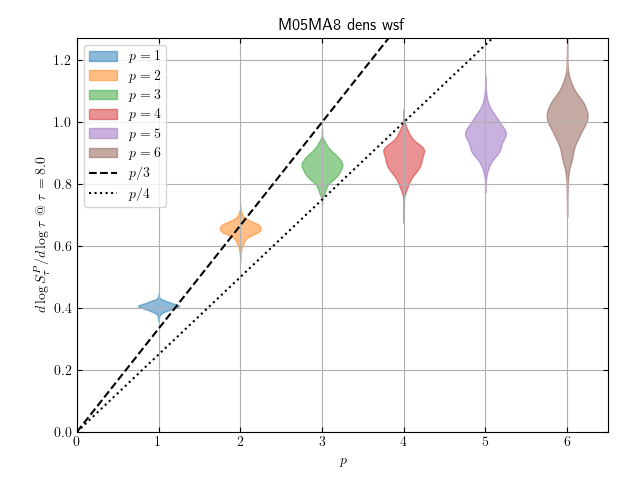 M05MA8 dens wsf
d log S_τ^P / d log τ @ τ = 8.0
1.2
1.0
0.8
0.6
0.4
0.2
0.0
p = 1
p = 2
p = 3
p = 4
p = 5
p = 6
p/3
p/4
0 1 2 3 4 5 6
p